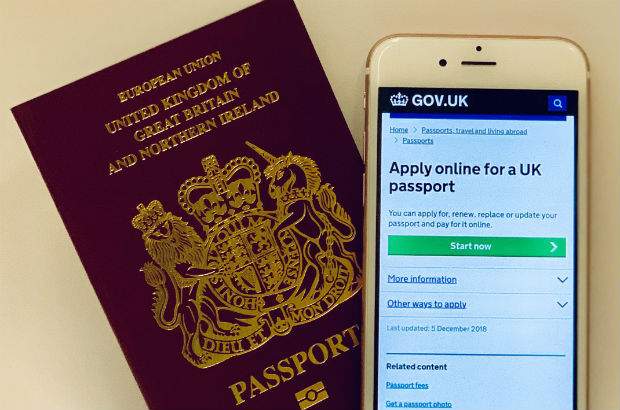 EUROPEAN UNION
UNITED KINGDOM OF
GREAT BRITAIN
AND NORTHERN IRELAND
DIEU ET MON DROIT
PASSPORT
GOV.UK
Home > Passports, travel and living abroad
> Passports
Apply online for a UK
passport
You can apply for, renew, replace or update your
passport and pay for it online.
Start now
More information
Other ways to apply
Last updated: 5 December 2018
Related content
Passport fees
Get a passport photo